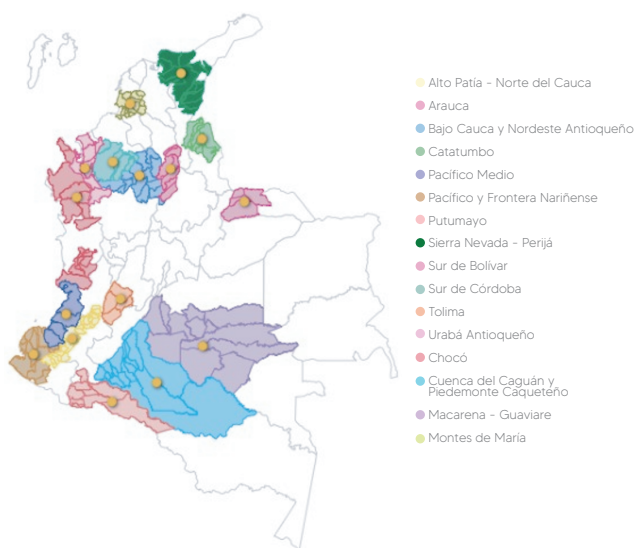 Alto Patía - Norte del Cauca
Arauca
Bajo Cauca y Nordeste Antioqueño
Catatumbo
Pacífico Medio
Pacífico y Frontera Nariñense
Putumayo
Sierra Nevada - Perijá
Sur de Bolívar
Sur de Córdoba
Tolima
Urabá Antioqueño
Chocó
Cuenca del Caguán y
Piedemonte Caqueteño
Macarena - Guaviare
Montes de María